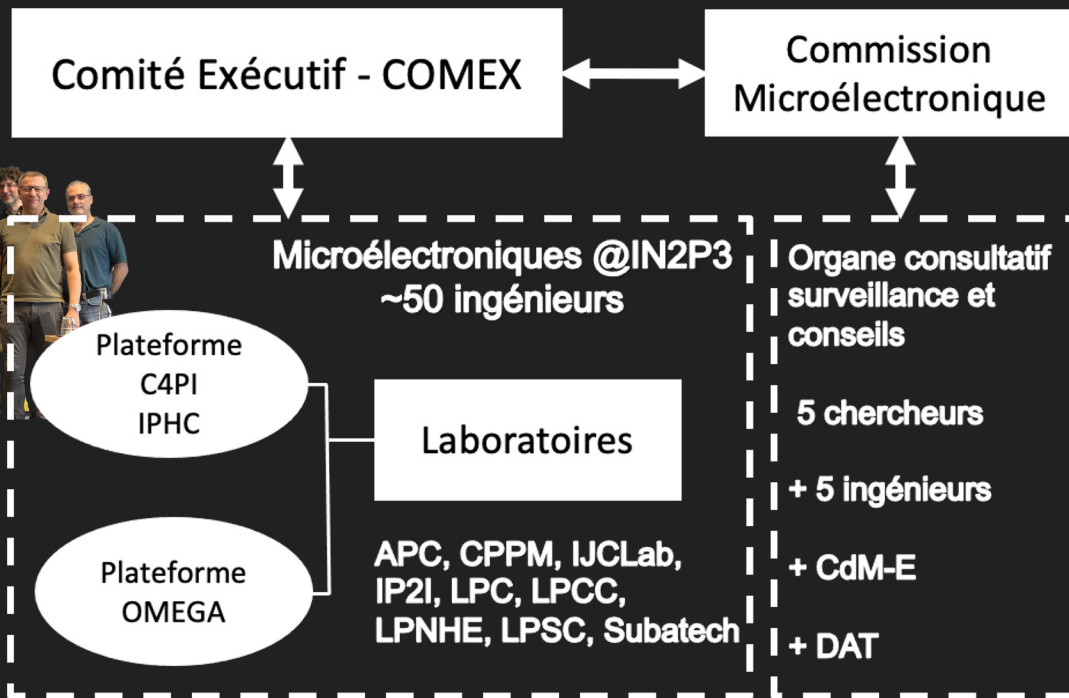 Comité Exécutif - COMEX
Commission
Microélectronique
Microélectroniques @IN2P3
~50 ingénieurs
Plateforme
C4PI
IPHC
Laboratoires
Plateforme
OMEGA
APC, CPPM, IJCLab,
IP2I, LPC, LPCC,
LPNHE, LPSC, Subatech
Organe consultatif
surveillance et
conseils
5 chercheurs
+ 5 ingénieurs
+ CdM-E
+ DAT